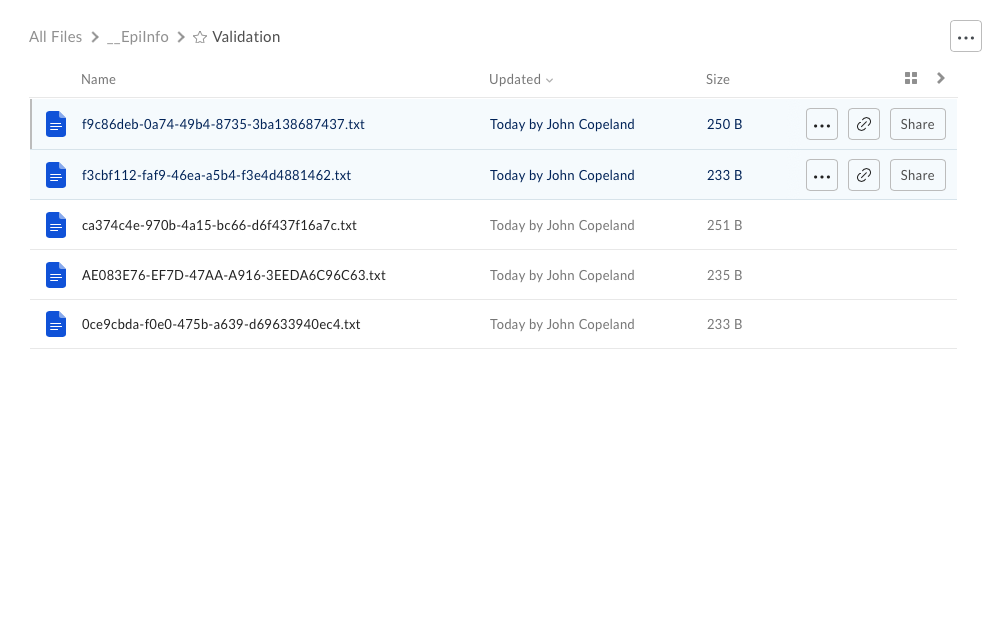 All Files __EpiInfo Validation
Name Updated Size
f9c86deb-0a74-49b4-8735-3ba138687437.txt Today by John Copeland 250 B Share
f3cbf112-faf9-46ea-a5b4-f3e4d4881462.txt Today by John Copeland 233 B Share
ca374c4e-970b-4a15-bc66-d6f437f16a7c.txt Today by John Copeland 251 B
AE083E76-EF7D-47AA-A916-3EEDA6C96C63.txt Today by John Copeland 235 B
0ce9cbda-f0e0-475b-a639-d69633940ec4.txt Today by John Copeland 233 B